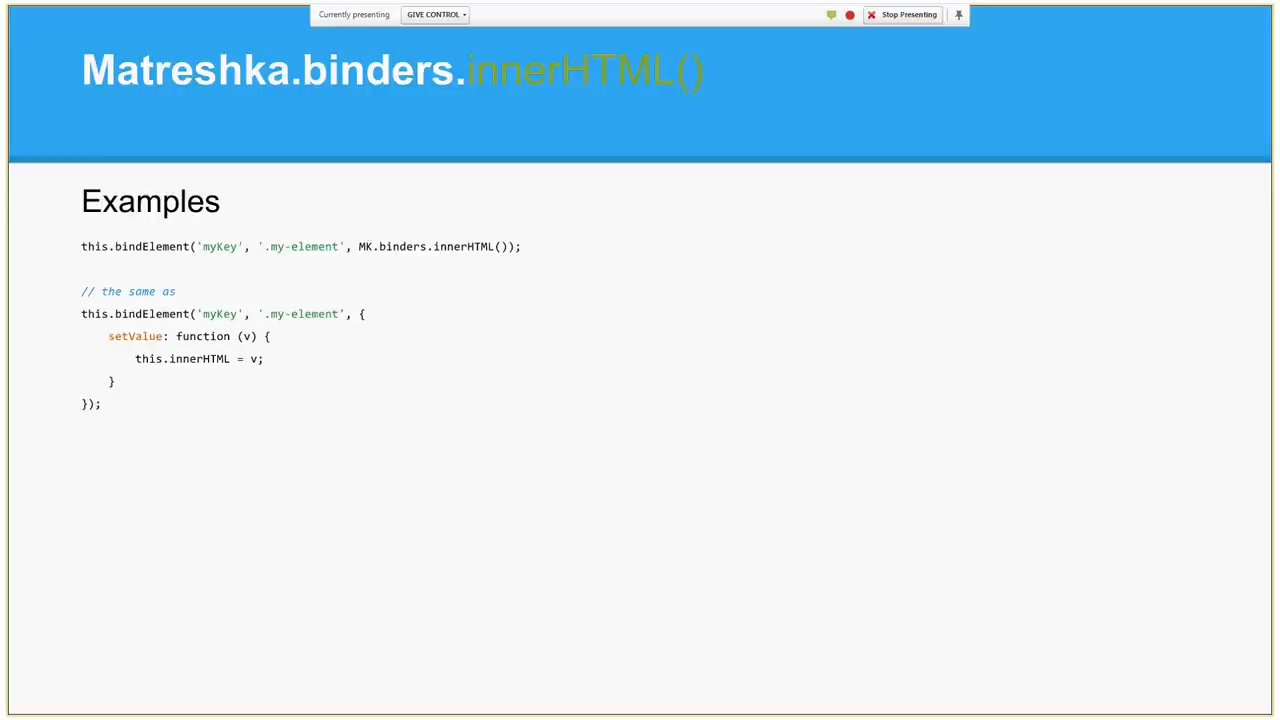 Currently presenting GIVE CONTROL Stop Presenting
Matreshka.binders.innerHTML()
Examples
this.bindElement('myKey', '.my-element', MK.binders.innerHTML());
// the same as
this.bindElement('myKey', '.my-element', {
    setValue: function (v) {
        this.innerHTML = v;
    }
});